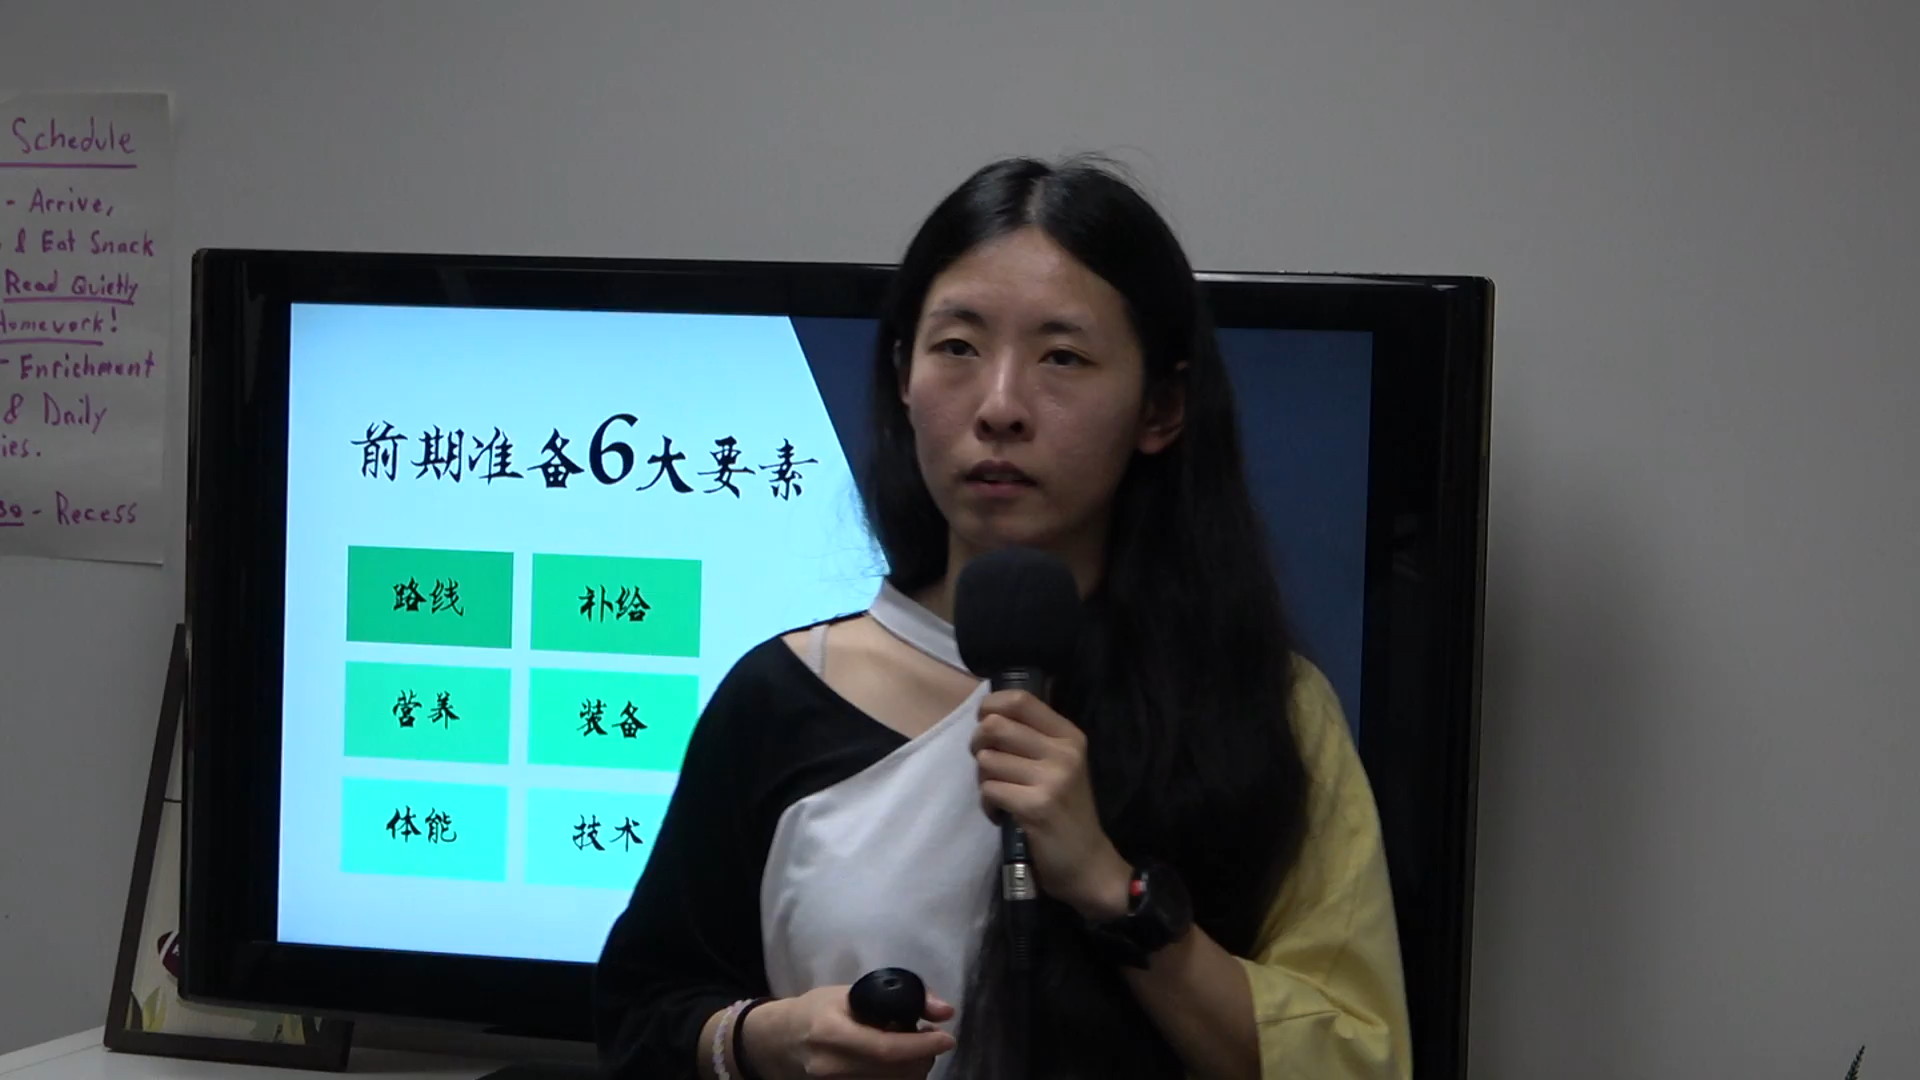 Schedule
- Arrive,
& Eat Snack
Read Quietly
Homework!
- Enrichment
& Daily
ies.
30 - Recess
前期准备6大要素
路线
补给
营养
装备
体能
技术